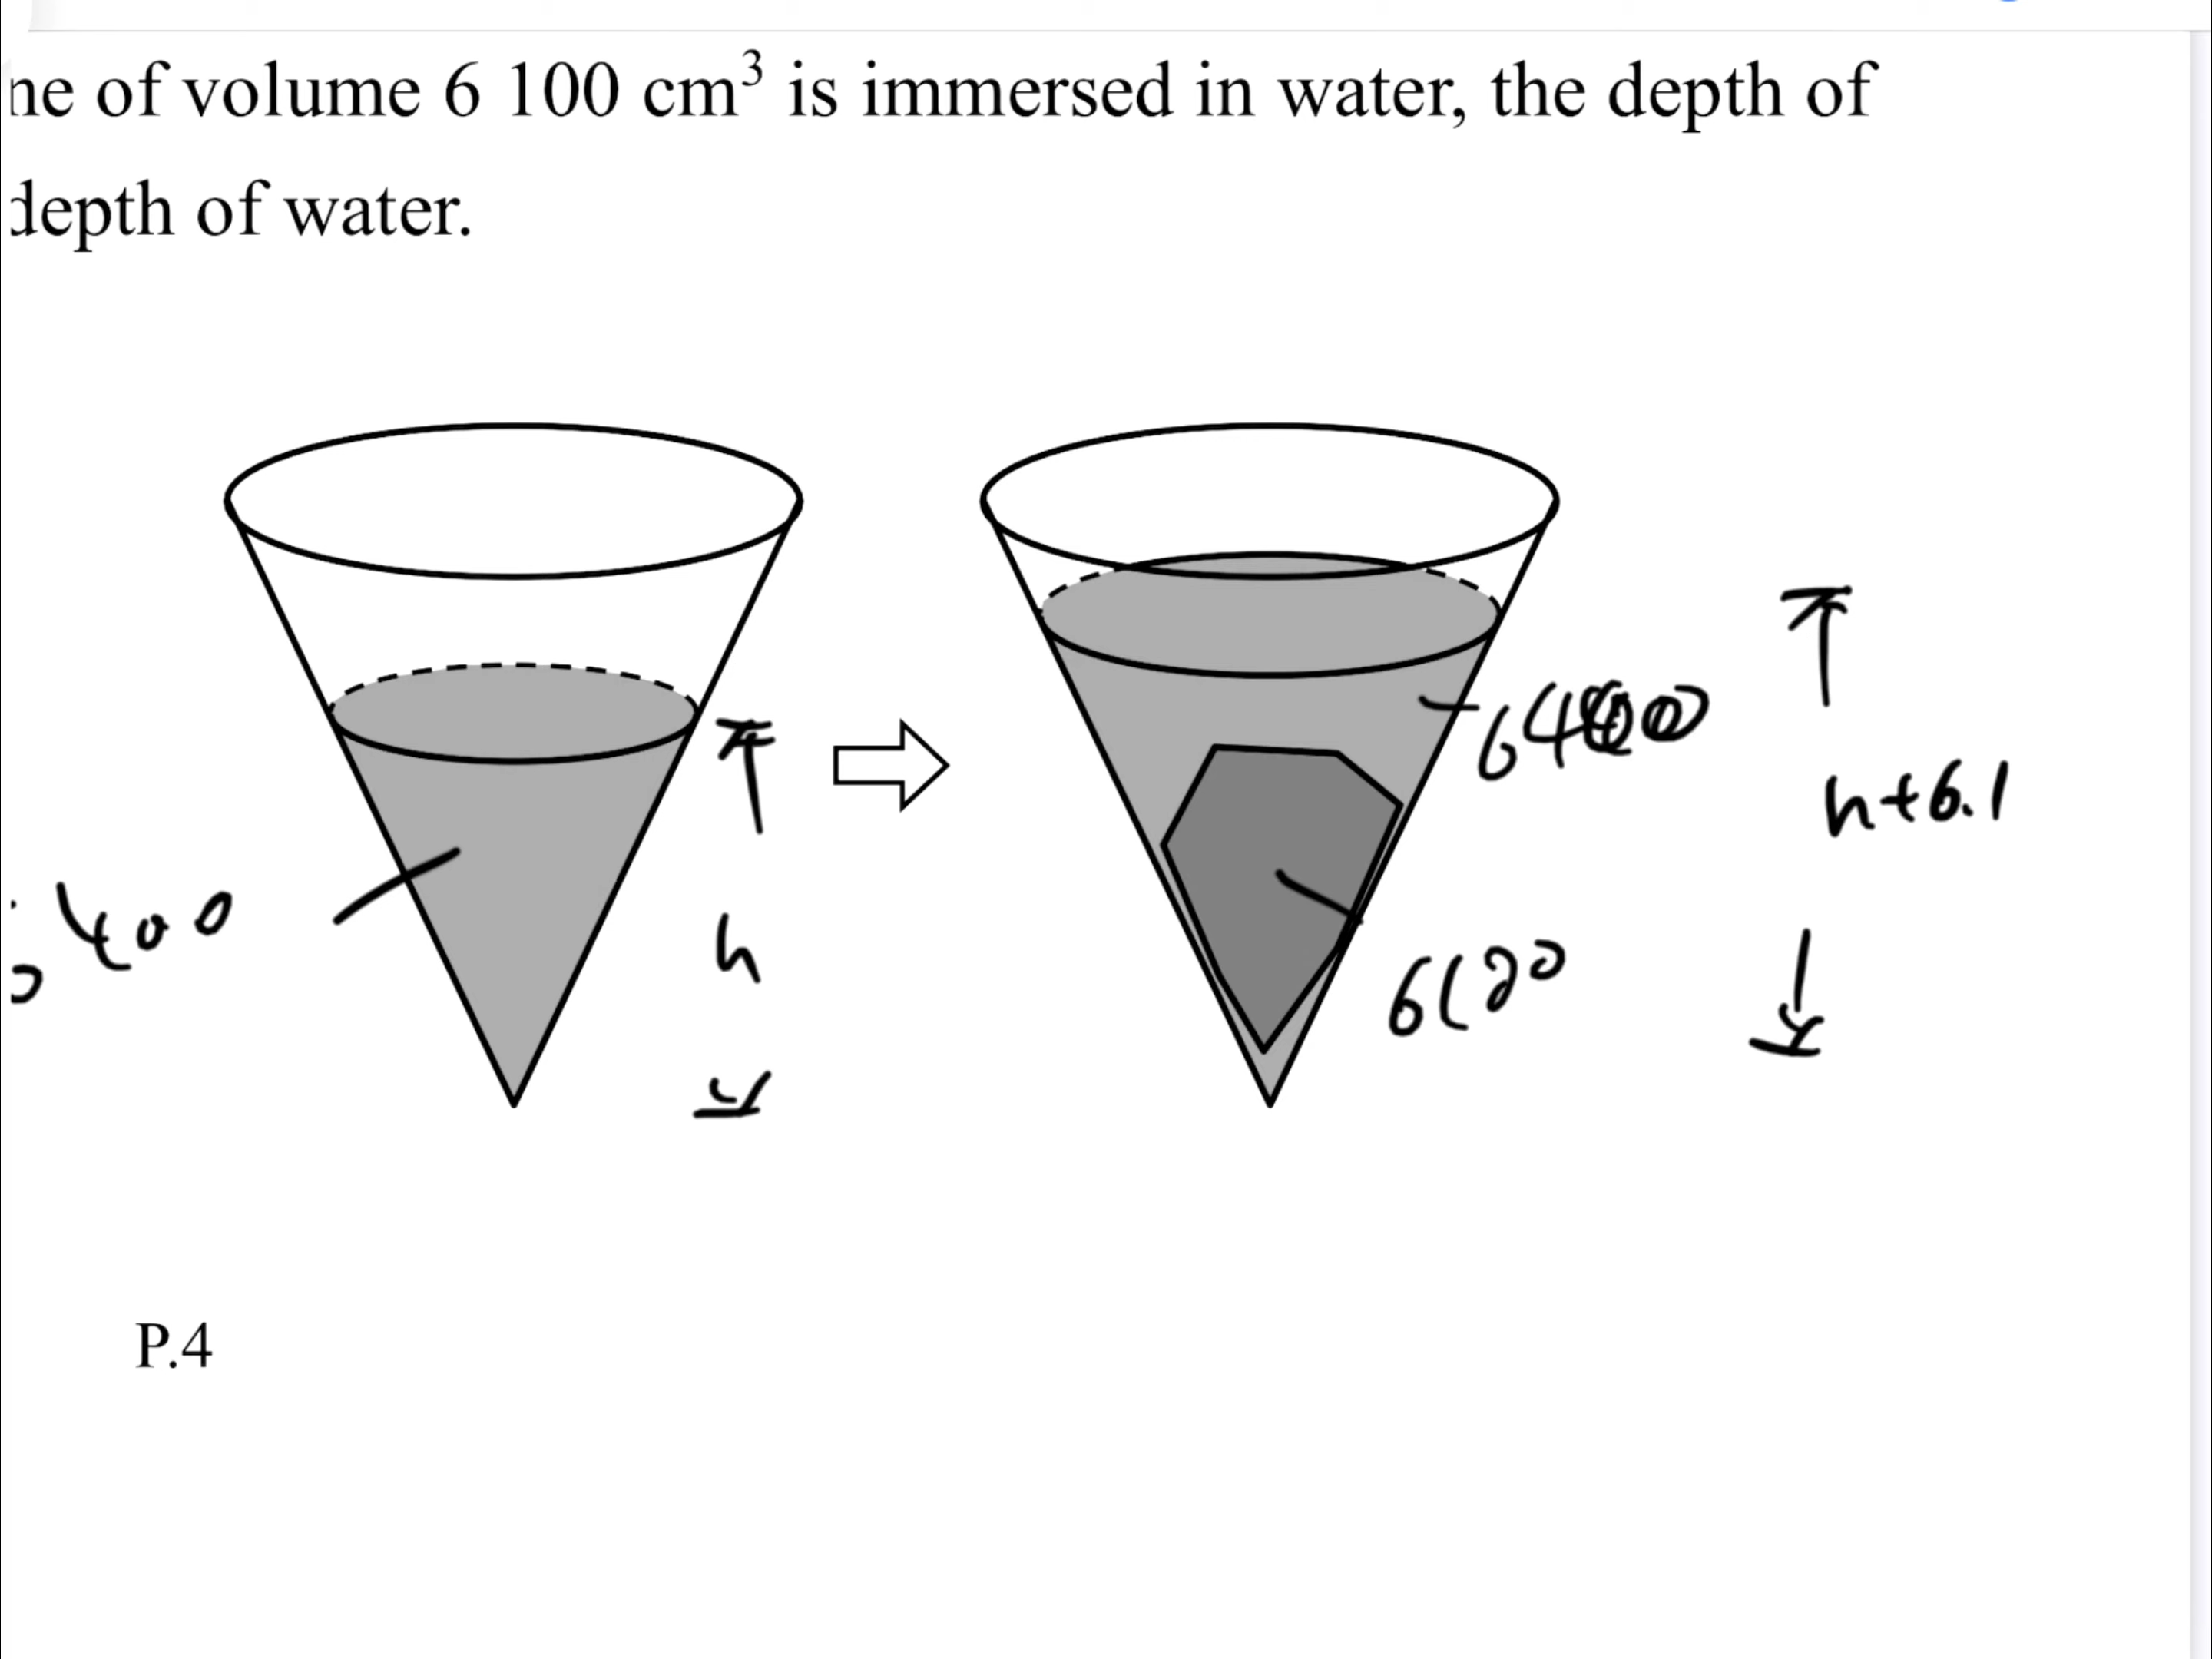 ne of volume 6 100 cm³ is immersed in water, the depth of
depth of water.
6400
h+6.1
400
h
P.4